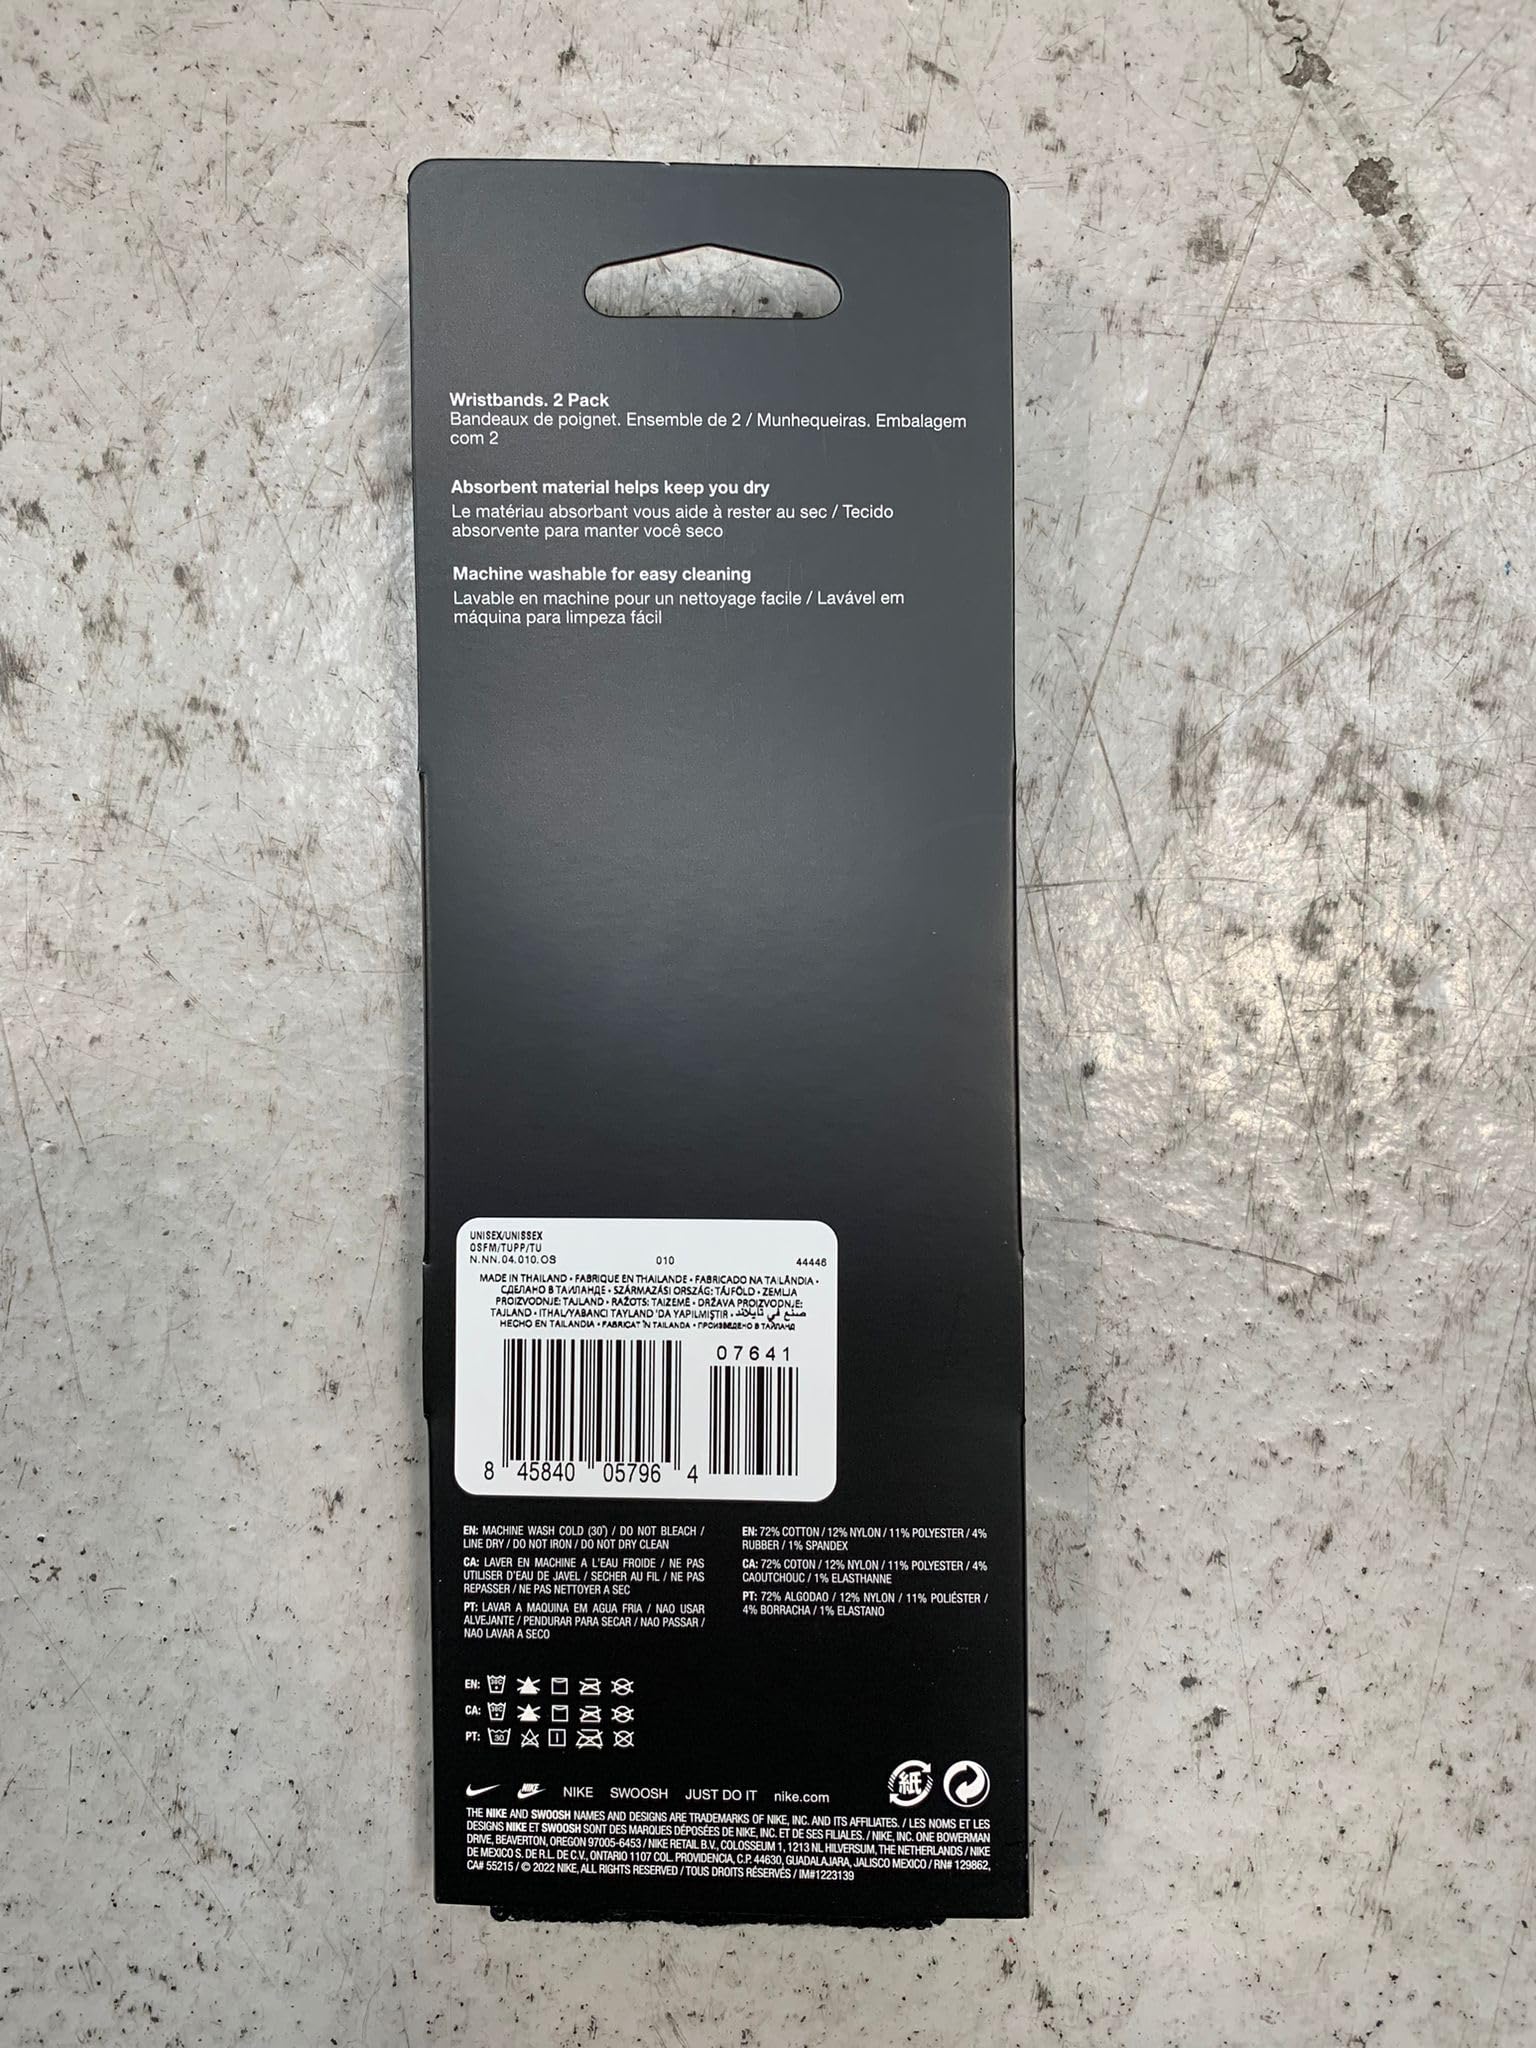 Wristbands. 2 Pack
Bandeaux de poignet. Ensemble de 2 / Munhequeiras. Embalagem
com 2
Absorbent material helps keep you dry
Le matériau absorbant vous aide à rester au sec / Tecido
absorvente para manter você seco
Machine washable for easy cleaning
Lavable en machine pour un nettoyage facile / Lavável em
máquina para limpeza fácil
UNISEX/UNISSEX
OSFM/TUPP/TU
N.NN.04.010.OS 010 44446
MADE IN THAILAND • FABRIQUE EN THAILANDE • FABRICADO NA TAILÂNDIA •
СДЕЛАНО В ТАИЛАНДЕ • SZÁRMAZÁSI ORSZÁG: TÁJFÖLD • ZEMLJA
PROIZVODNJE: TAJLAND • RAŽOTS: TAIZEMĒ • DRŽAVA PROIZVODNJE:
TAJLAND • ITHAL/YABANCI TAYLAND 'DA YAPILMIŞTIR • صنع في تايلاند
HECHO EN TAILANDIA • FABRICAT ÎN TAILANDA • ПРОИЗВЕДЕНО В ТАЙЛАНД
07641
8 45840 05796 4
EN: MACHINE WASH COLD (30°) / DO NOT BLEACH /
LINE DRY / DO NOT IRON / DO NOT DRY CLEAN
CA: LAVER EN MACHINE A L'EAU FROIDE / NE PAS
UTILISER D'EAU DE JAVEL / SECHER AU FIL / NE PAS
REPASSER / NE PAS NETTOYER A SEC
PT: LAVAR A MAQUINA EM AGUA FRIA / NAO USAR
ALVEJANTE / PENDURAR PARA SECAR / NAO PASSAR /
NAO LAVAR A SECO
EN: 72% COTTON / 12% NYLON / 11% POLYESTER / 4%
RUBBER / 1% SPANDEX
CA: 72% COTON / 12% NYLON / 11% POLYESTER / 4%
CAOUTCHOUC / 1% ELASTHANNE
PT: 72% ALGODAO / 12% NYLON / 11% POLIÉSTER /
4% BORRACHA / 1% ELASTANO
EN: 30C
CA: 30C
PT: 30
NIKE NIKE SWOOSH JUST DO IT nike.com 紙
THE NIKE AND SWOOSH NAMES AND DESIGNS ARE TRADEMARKS OF NIKE, INC. AND ITS AFFILIATES. / LES NOMS ET LES
DESIGNS NIKE ET SWOOSH SONT DES MARQUES DÉPOSÉES DE NIKE, INC. ET DE SES FILIALES. / NIKE, INC. ONE BOWERMAN
DRIVE, BEAVERTON, OREGON 97005-6453 / NIKE RETAIL B.V., COLOSSEUM 1, 1213 NL HILVERSUM, THE NETHERLANDS / NIKE
DE MEXICO S. DE R.L. DE C.V., ONTARIO 1107 COL. PROVIDENCIA, C.P. 44630, GUADALAJARA, JALISCO MEXICO / RN# 129862,
CA# 55215 / © 2022 NIKE, ALL RIGHTS RESERVED / TOUS DROITS RÉSERVÉS / IM#1223139